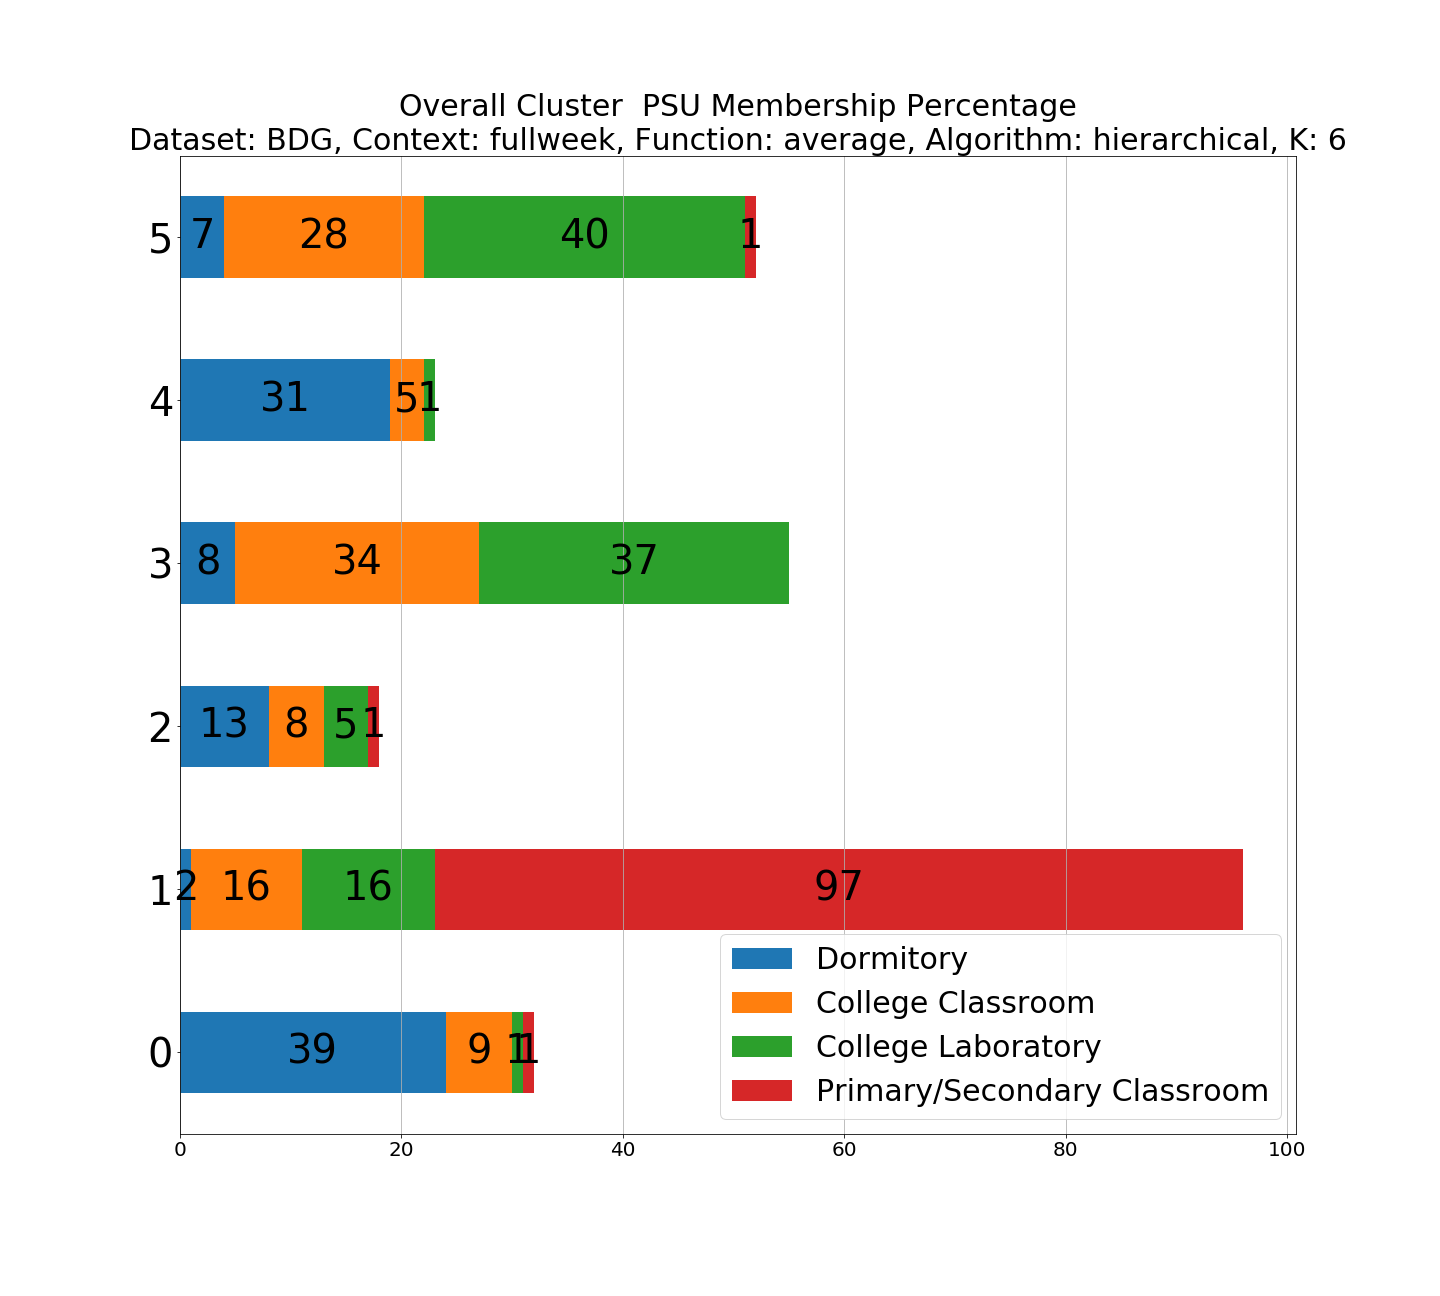 Overall Cluster  PSU Membership Percentage
Dataset: BDG, Context: fullweek, Function: average, Algorithm: hierarchical, K: 6
5 7 28 40 1
4 31 5 1
3 8 34 37
2 13 8 5 1
1 2 16 16 97
0 39 9 1 1
Dormitory
College Classroom
College Laboratory
Primary/Secondary Classroom
0 20 40 60 80 100